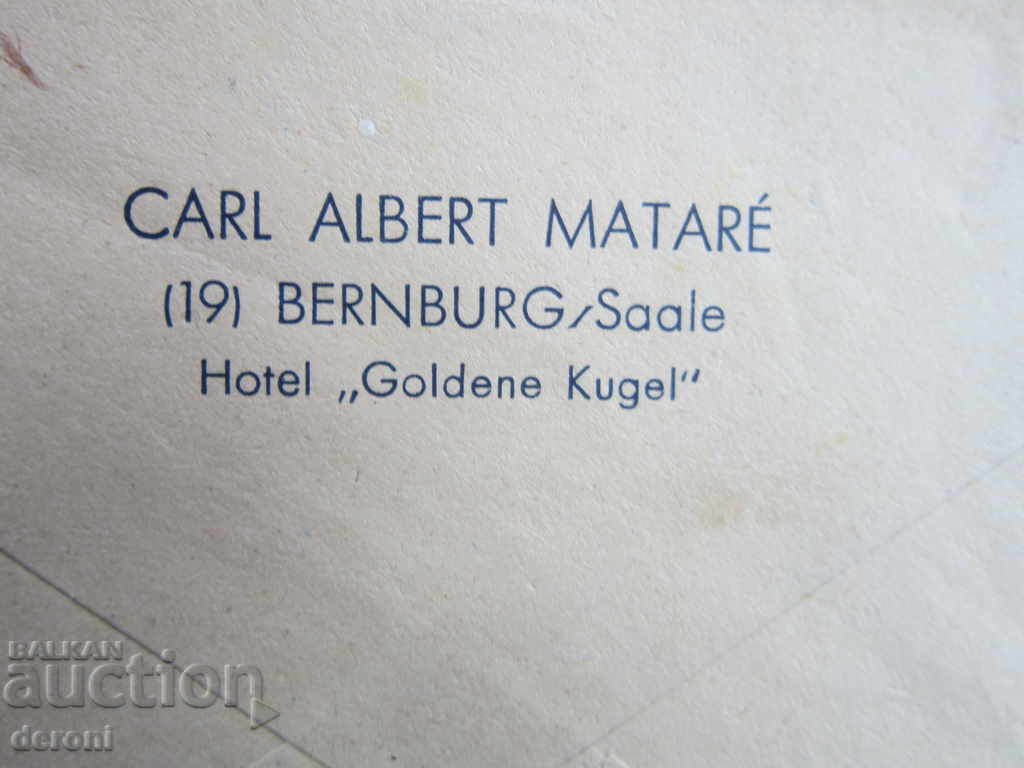 CARL ALBERT MATARÉ
(19) BERNBURG/Saale
Hotel „Goldene Kugel"
BALKAN
auction
deroni